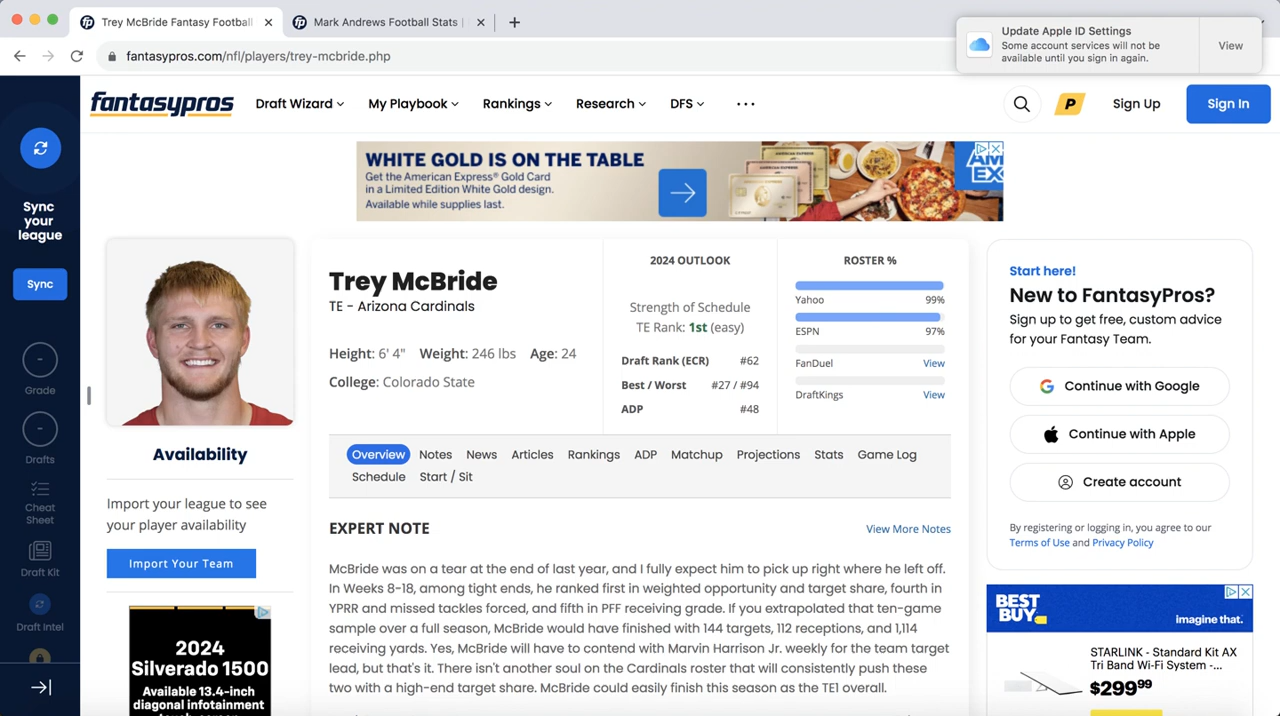 Trey McBride Fantasy Football
Mark Andrews Football Stats |
Update Apple ID Settings
Some account services will not be
available until you sign in again.
View
fantasypros.com/nfl/players/trey-mcbride.php
fantasypros
Draft Wizard
My Playbook
Rankings
Research
DFS
P
Sign Up
Sign In
Sync
your
league
Sync
Grade
Drafts
Cheat
Sheet
Draft Kit
Draft Intel
WHITE GOLD IS ON THE TABLE
Get the American Express® Gold Card
in a Limited Edition White Gold design.
Available while supplies last.
AM
EX
Trey McBride
TE - Arizona Cardinals
Height: 6' 4" Weight: 246 lbs Age: 24
College: Colorado State
2024 OUTLOOK
Strength of Schedule
TE Rank: 1st (easy)
Draft Rank (ECR) #62
Best / Worst #27 / #94
ADP #48
ROSTER %
Yahoo 99%
ESPN 97%
FanDuel View
DraftKings View
Availability
Import your league to see
your player availability
Import Your Team
2024
Silverado 1500
Available 13.4-inch
diagonal infotainment
Overview Notes News Articles Rankings ADP Matchup Projections Stats Game Log
Schedule Start / Sit
EXPERT NOTE
View More Notes
McBride was on a tear at the end of last year, and I fully expect him to pick up right where he left off.
In Weeks 8-18, among tight ends, he ranked first in weighted opportunity and target share, fourth in
YPRR and missed tackles forced, and fifth in PFF receiving grade. If you extrapolated that ten-game
sample over a full season, McBride would have finished with 144 targets, 112 receptions, and 1,114
receiving yards. Yes, McBride will have to contend with Marvin Harrison Jr. weekly for the team target
lead, but that's it. There isn't another soul on the Cardinals roster that will consistently push these
two with a high-end target share. McBride could easily finish this season as the TE1 overall.
Start here!
New to FantasyPros?
Sign up to get free, custom advice
for your Fantasy Team.
Continue with Google
Continue with Apple
Create account
By registering or logging in, you agree to our
Terms of Use and Privacy Policy
BEST
BUY
imagine that.
STARLINK - Standard Kit AX
Tri Band Wi-Fi System -...
$29999